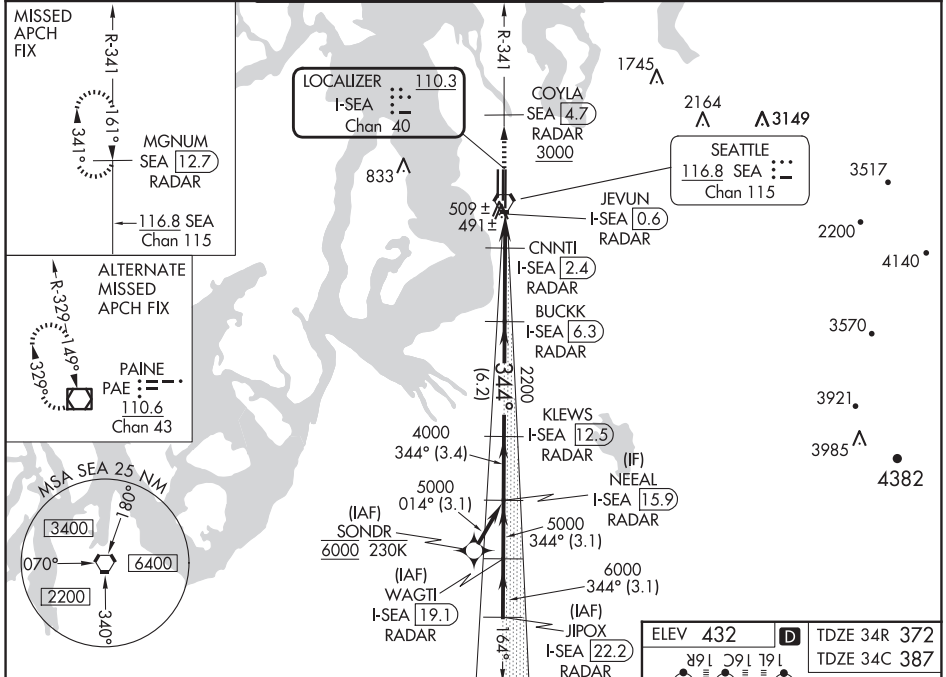 MISSED
APCH
FIX
R-341
161°
341°
MGNUM
SEA 12.7
RADAR
116.8 SEA
Chan 115
ALTERNATE
MISSED
APCH FIX
R-329
149°
329°
PAINE
PAE
110.6
Chan 43
MSA SEA 25 NM
180°
3400
070°
6400
2200
340°
R-341
LOCALIZER 110.3
I-SEA
Chan 40
COYLA
SEA 4.7
RADAR
3000
1745
2164
3149
833
SEATTLE
116.8 SEA
Chan 115
3517
509 ±
491 ±
JEVUN
I-SEA 0.6
RADAR
2200
4140
CNNTI
I-SEA 2.4
RADAR
BUCKK
I-SEA 6.3
RADAR
3570
344°
2200
(6.2)
3921
3985
4382
KLEWS
I-SEA 12.5
RADAR
4000
344° (3.4)
(IF)
NEEAL
I-SEA 15.9
RADAR
5000
014° (3.1)
(IAF)
SONDR
6000 230K
5000
344° (3.1)
(IAF)
WAGTI
I-SEA 19.1
RADAR
6000
344° (3.1)
(IAF)
JIPOX
I-SEA 22.2
RADAR
164°
ELEV 432
D
TDZE 34R 372
TDZE 34C 387
16R 16C 16L